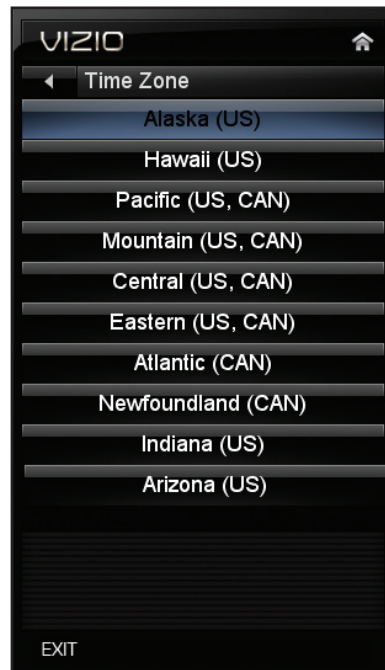 VIZIO
Time Zone
Alaska (US)
Hawaii (US)
Pacific (US, CAN)
Mountain (US, CAN)
Central (US, CAN)
Eastern (US, CAN)
Atlantic (CAN)
Newfoundland (CAN)
Indiana (US)
Arizona (US)
EXIT